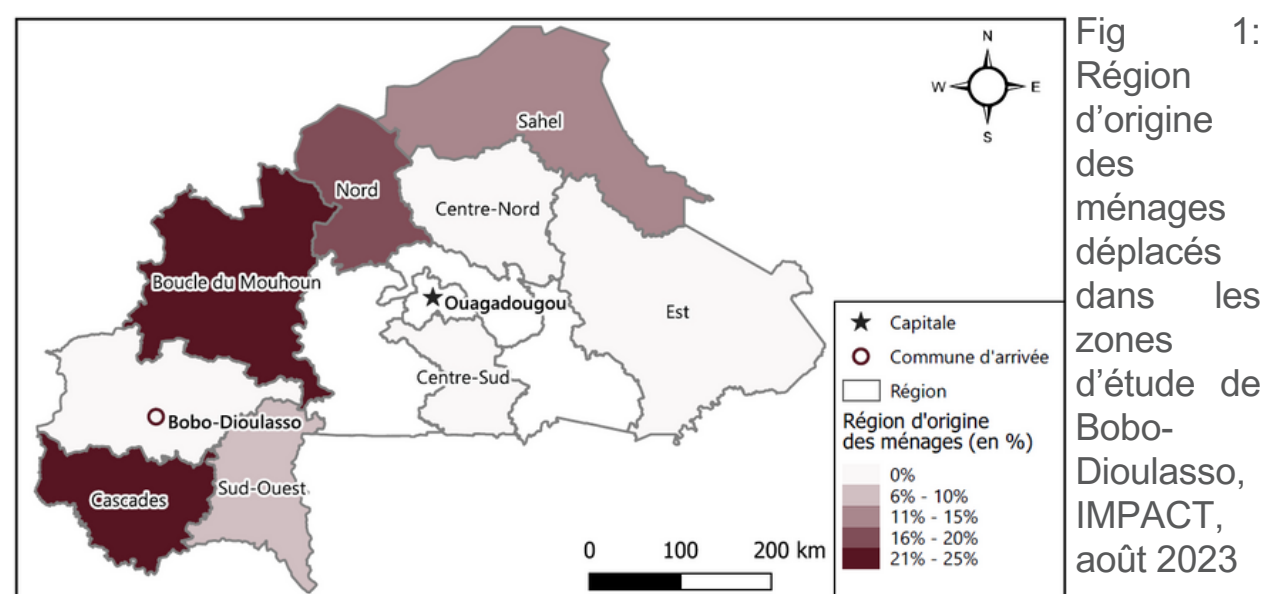 N
W E
S
Sahel
Nord
Centre-Nord
Boucle du Mouhoun
Ouagadougou
Est
Centre-Sud
Bobo-Dioulasso
Cascades
Sud-Ouest
0 100 200 km
Capitale
Commune d'arrivée
Région
Région d'origine
des ménages (en %)
0%
6% - 10%
11% - 15%
16% - 20%
21% - 25%
Fig 1:
Région
d’origine
des
ménages
déplacés
dans les
zones
d’étude de
Bobo-
Dioulasso,
IMPACT,
août 2023